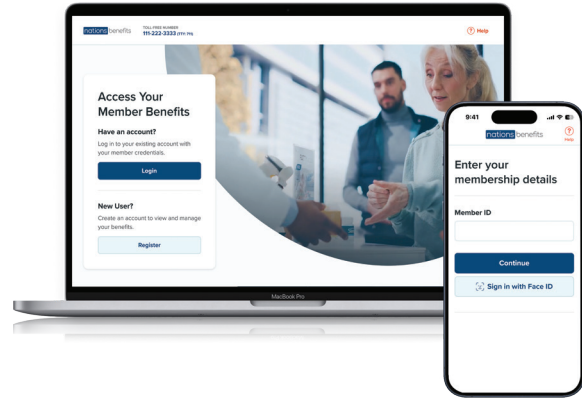 nations benefits
TOLL-FREE NUMBER
111-222-3333 (TTY: 711)
Help
Access Your
Member Benefits
Have an account?
Log in to your existing account with
your member credentials.
Login
New User?
Create an account to view and manage
your benefits.
Register
MacBook Pro
9:41
nations benefits
Help
Enter your
membership details
Member ID
Continue
Sign in with Face ID